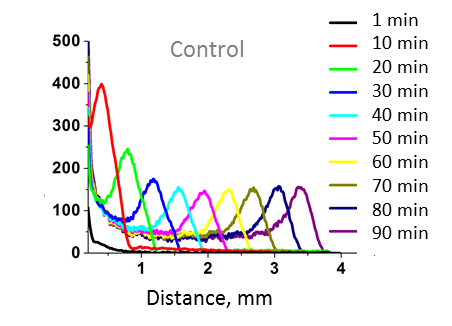 Control
500
400
300
200
100
0
1
2
3
4
Distance, mm
1 min
10 min
20 min
30 min
40 min
50 min
60 min
70 min
80 min
90 min